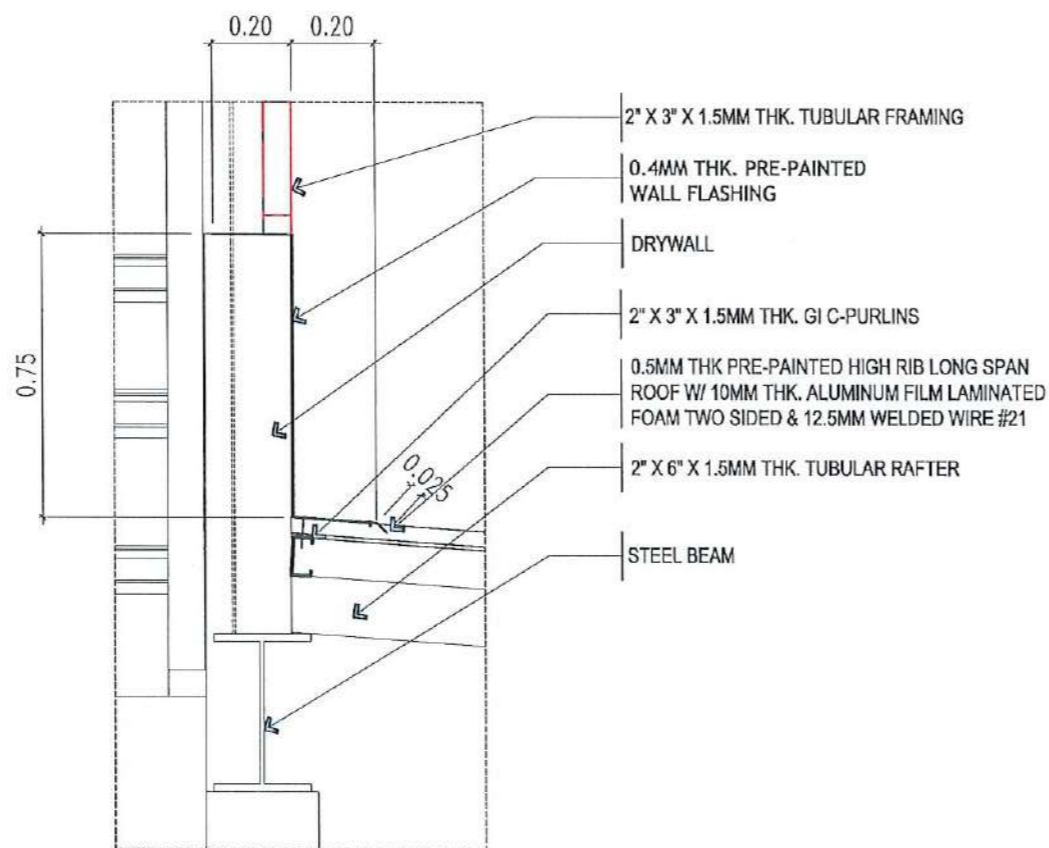 0.20 0.20
2" X 3" X 1.5MM THK. TUBULAR FRAMING
0.4MM THK. PRE-PAINTED
WALL FLASHING
DRYWALL
0.75
2" X 3" X 1.5MM THK. GI C-PURLINS
0.5MM THK PRE-PAINTED HIGH RIB LONG SPAN
ROOF W/ 10MM THK. ALUMINUM FILM LAMINATED
FOAM TWO SIDED & 12.5MM WELDED WIRE #21
0.025
2" X 6" X 1.5MM THK. TUBULAR RAFTER
STEEL BEAM